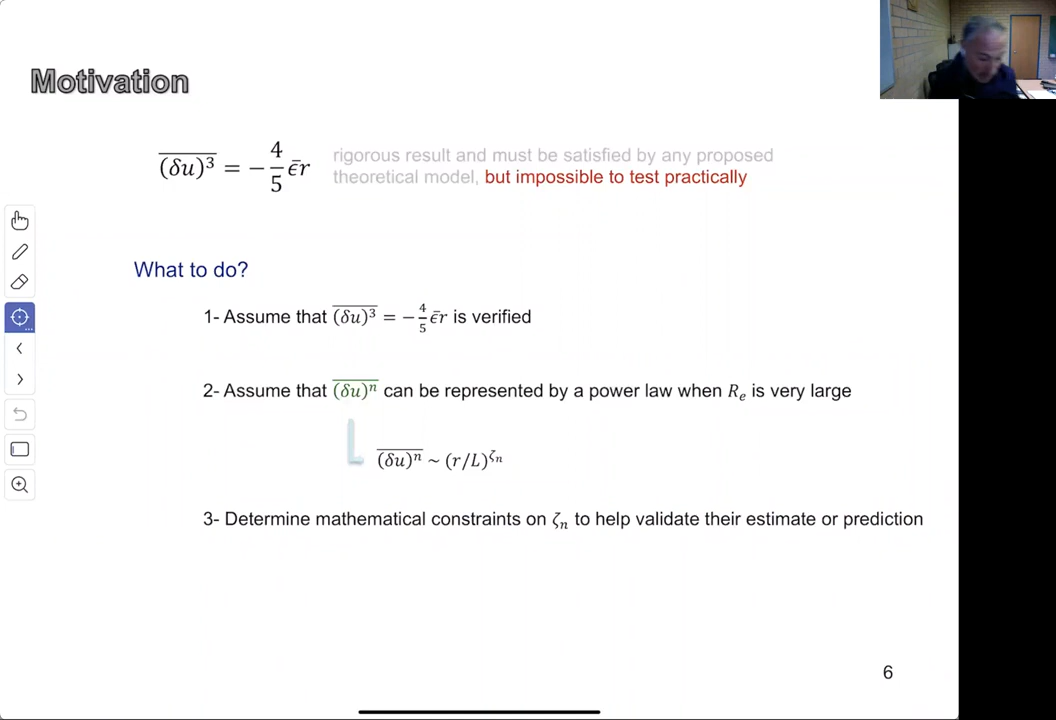 Motivation
$\overline{(\delta u)^3} = -\frac{4}{5}\bar{\epsilon}r$
rigorous result and must be satisfied by any proposed
theoretical model, but impossible to test practically
What to do?
1- Assume that $\overline{(\delta u)^3} = -\frac{4}{5}\bar{\epsilon}r$ is verified
2- Assume that $\overline{(\delta u)^n}$ can be represented by a power law when $R_e$ is very large
$\overline{(\delta u)^n} \sim (r/L)^{\zeta_n}$
3- Determine mathematical constraints on $\zeta_n$ to help validate their estimate or prediction
6